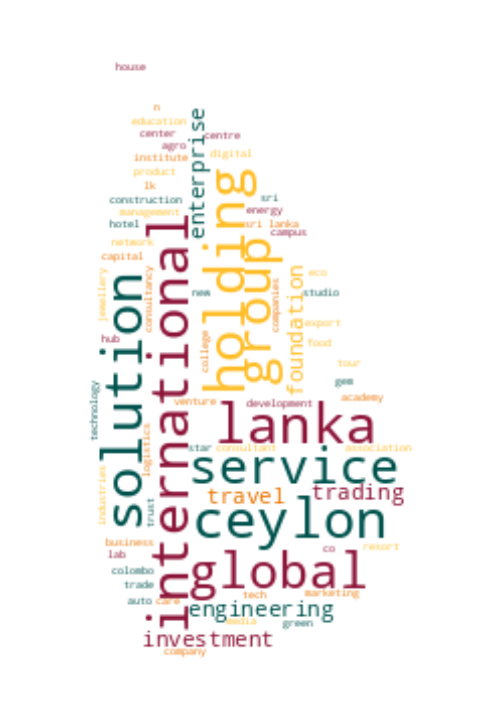 house
n
education
enterprise
center
centre
agro
institute
digital
product
holding
lk
construction
sri
management
energy
international
hotel
sri lanka
campus
network
group
capital
jewellery
consultancy
foundation
eco
solution
new
companies
studio
export
hub
college
food
tour
technology
gem
venture
development
academy
lanka
logistics
star
consultant
association
service
industries
travel
trading
trust
ceylon
business
lab
co
resort
colombo
global
trade
auto
care
tech
marketing
engineering
media
green
investment
company